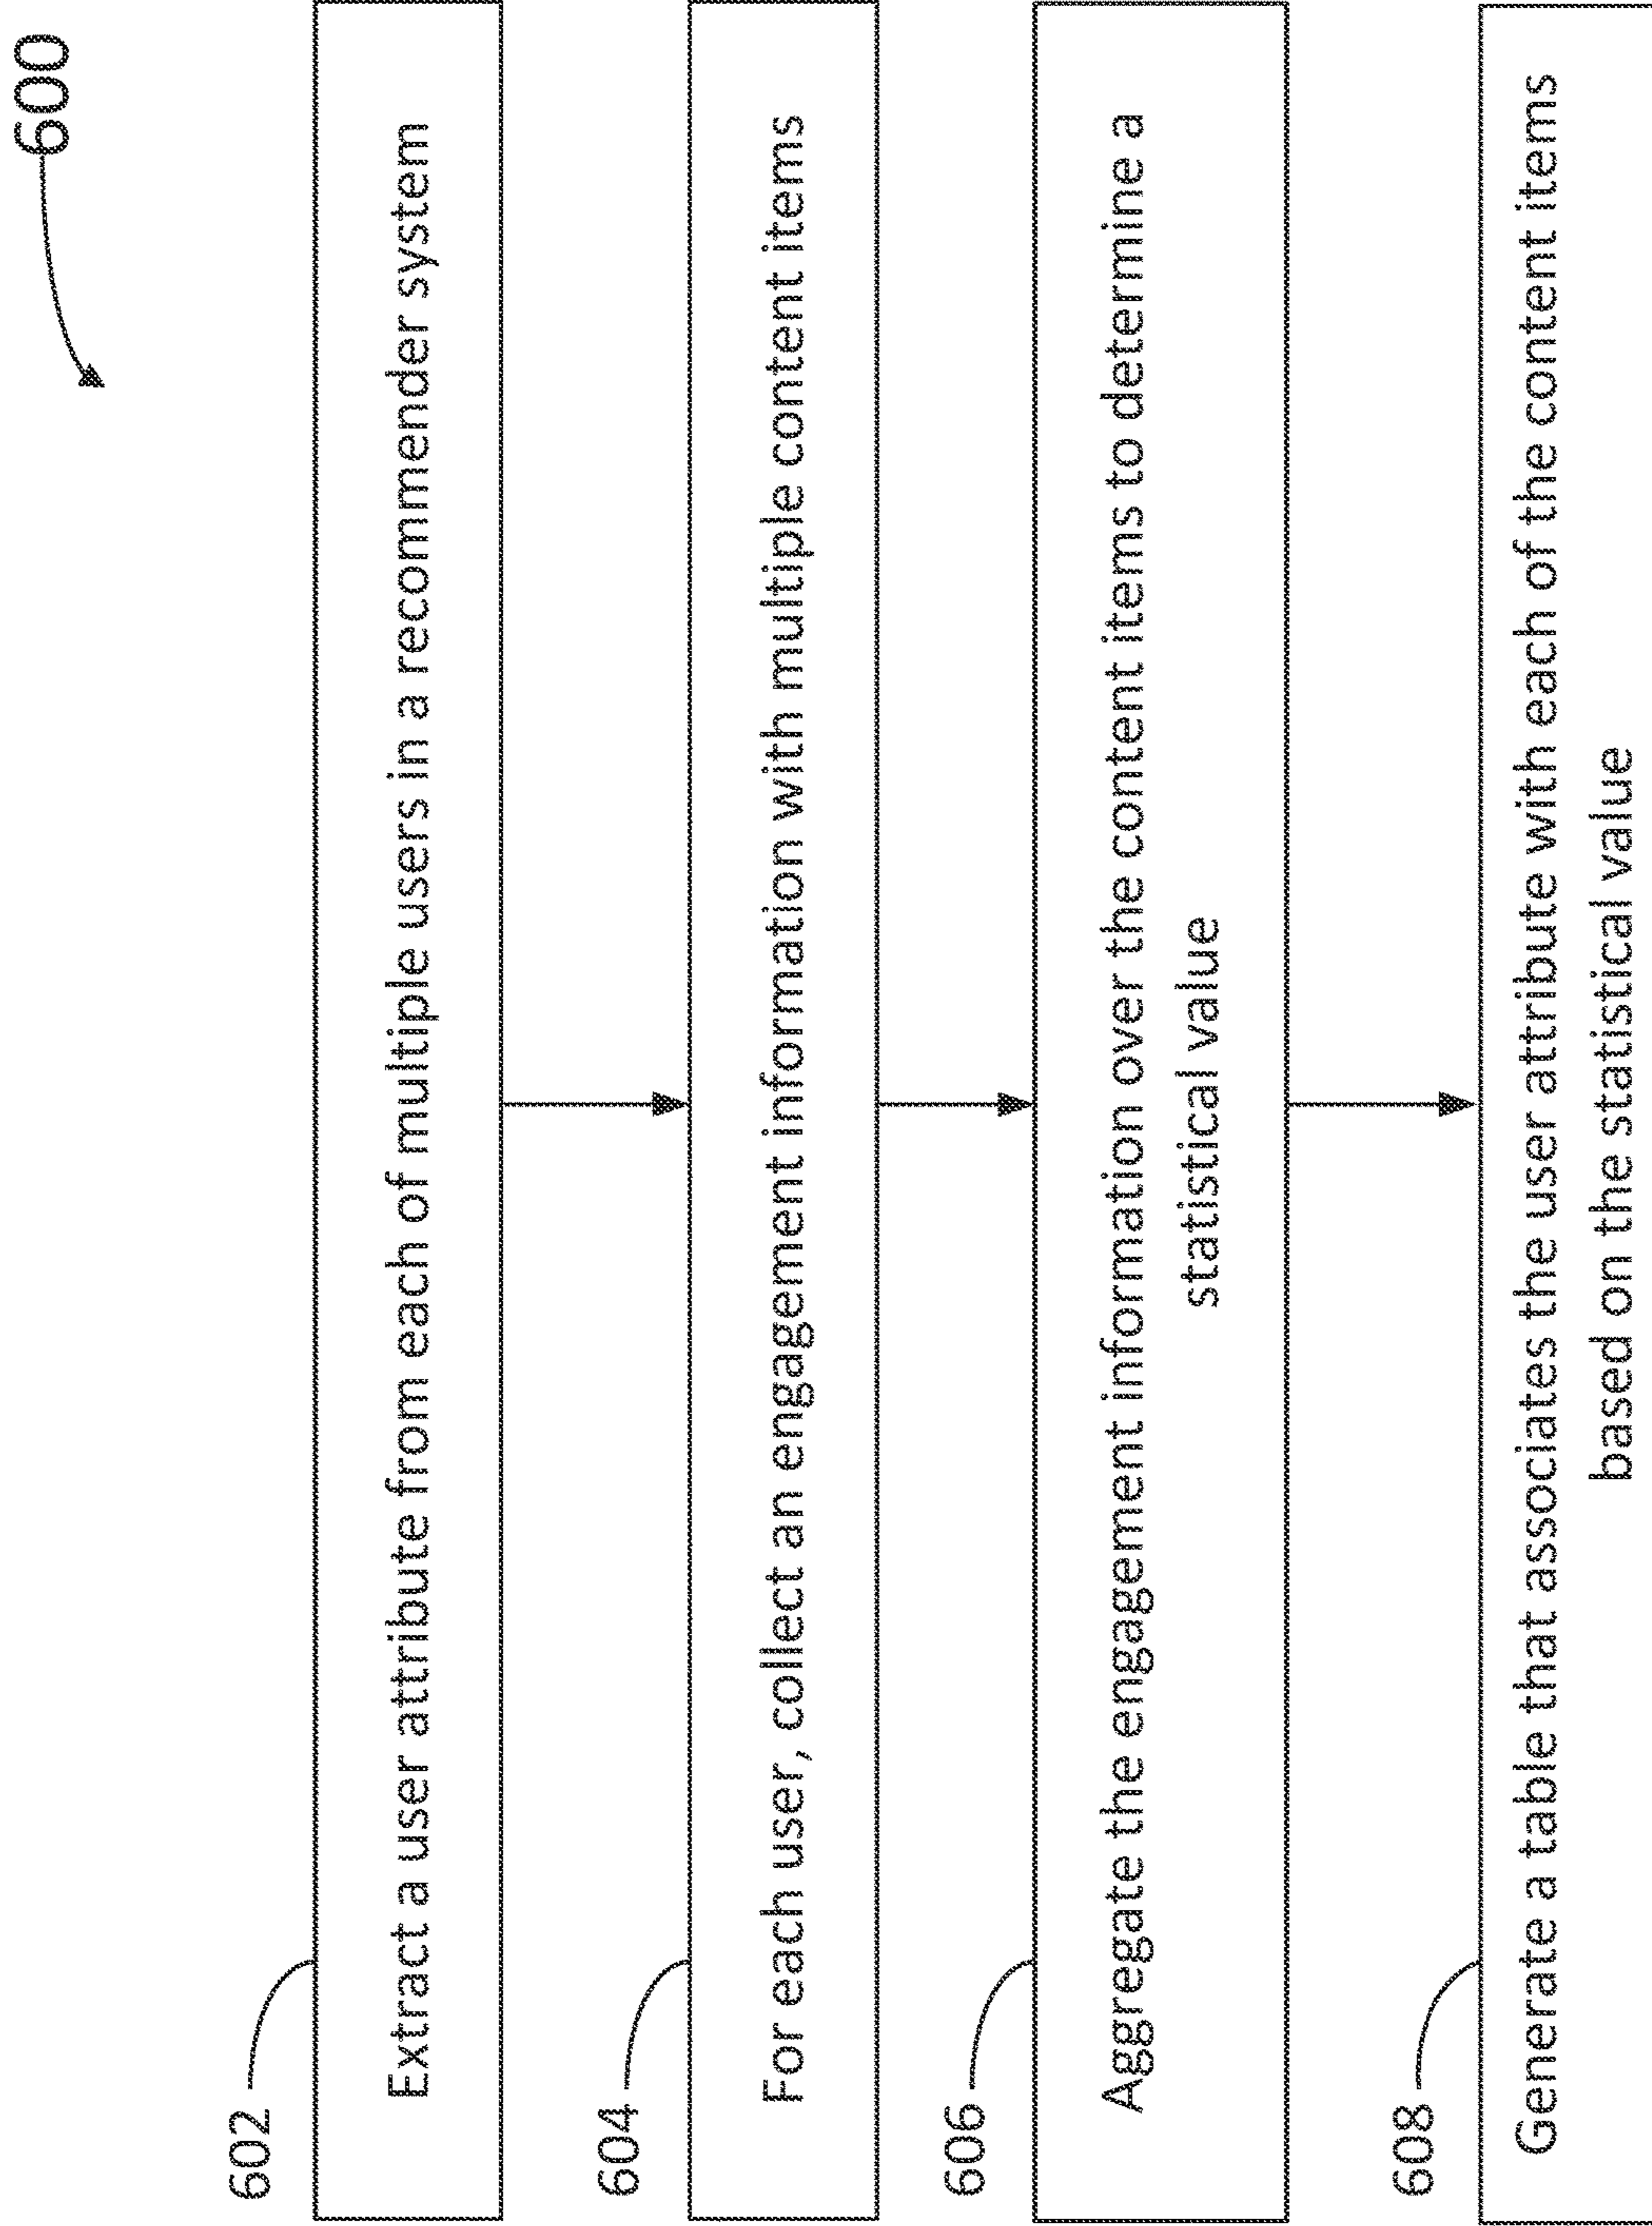 600
602
Extract a user attribute from each of multiple users in a recommender system
604
For each user, collect an engagement information with multiple content items
606
Aggregate the engagement information over the content items to determine a
statistical value
608
Generate a table that associates the user attribute with each of the content items
based on the statistical value